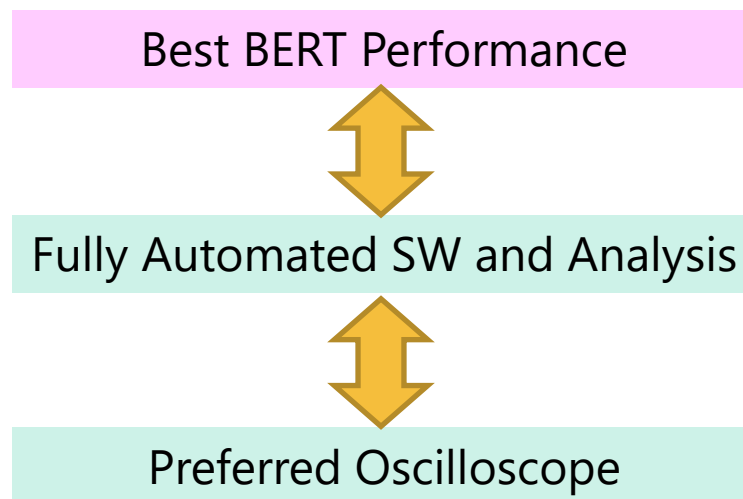 Best BERT Performance
Fully Automated SW and Analysis
Preferred Oscilloscope